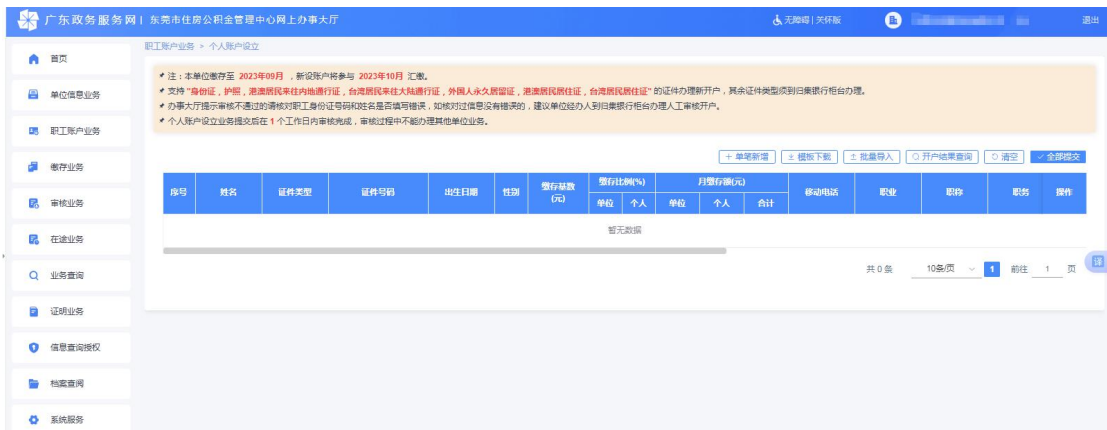 广东政务服务网 | 东莞市住房公积金管理中心网上办事大厅
无障碍 | 关怀版
退出
首页
单位信息业务
职工账户业务
缴存业务
审核业务
在途业务
业务查询
证明业务
信息查询授权
档案查阅
系统服务
职工账户业务 > 个人账户设立
注：本单位缴存至 2023年09月 ，新设账户将参与 2023年10月 汇缴。
支持 "身份证，护照，港澳居民来往内地通行证，台湾居民来往大陆通行证，外国人永久居留证，港澳居民居住证，台湾居民居住证" 的证件办理新开户，其余证件类型须到归集银行柜台办理。
办事大厅提示审核不通过的请核对职工身份证号码和姓名是否填写错误，如核对过信息没有错误的，建议单位经办人到归集银行柜台办理人工审核开户。
个人账户设立业务提交后在 1 个工作日内审核完成，审核过程中不能办理其他单位业务。
+ 单笔新增 模板下载 批量导入 开户结果查询 清空 全部提交
序号 姓名 证件类型 证件号码 出生日期 性别 缴存基数(元) 缴存比例(%) 月缴存额(元) 移动电话 职业 职称 职务 操作
单位 个人 单位 个人 合计
暂无数据
共 0 条 10条/页 1 前往 1 页
译